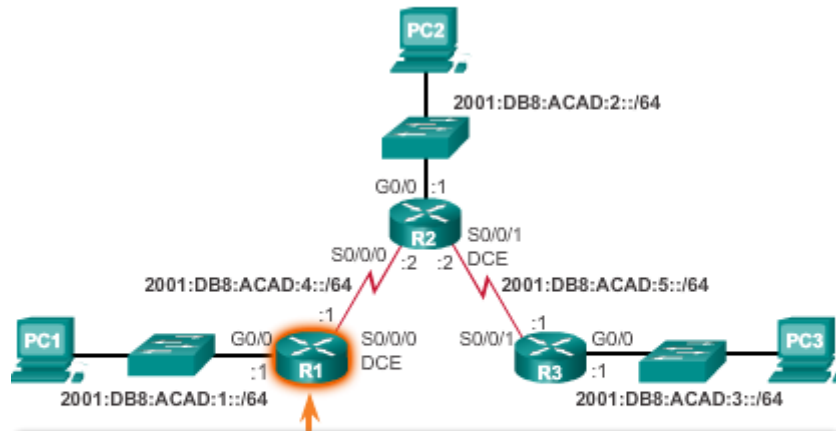 PC2
2001:DB8:ACAD:2::/64
G0/0 :1
R2
S0/0/0
S0/0/1
:2 :2 DCE
2001:DB8:ACAD:4::/64
2001:DB8:ACAD:5::/64
:1
:1
PC1
G0/0
S0/0/0
S0/0/1
G0/0
PC3
:1
R1
DCE
R3
:1
2001:DB8:ACAD:1::/64
2001:DB8:ACAD:3::/64